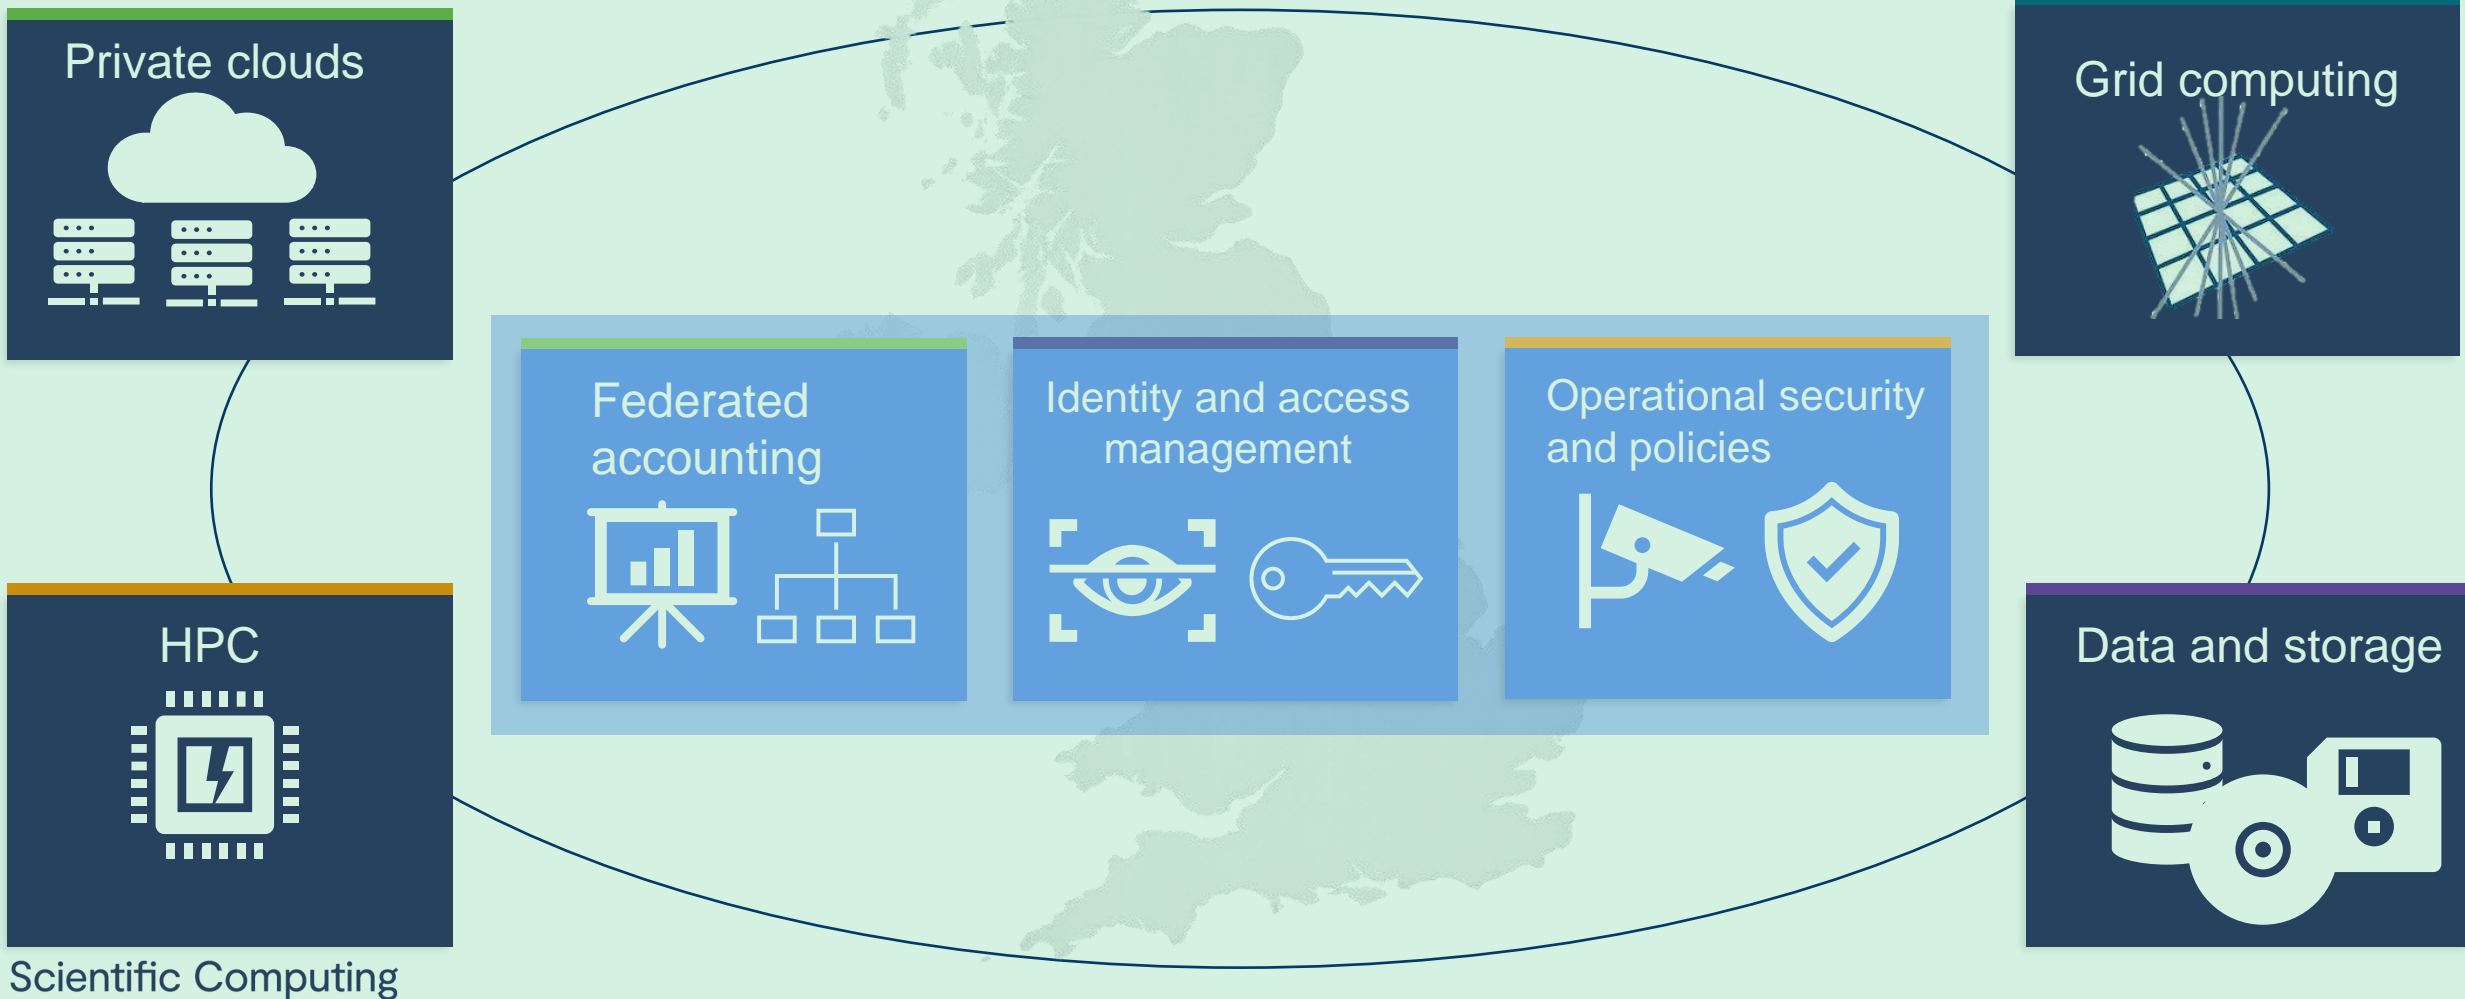 Private clouds
Grid computing
Federated
accounting
Identity and access
management
Operational security
and policies
HPC
Data and storage
Scientific Computing